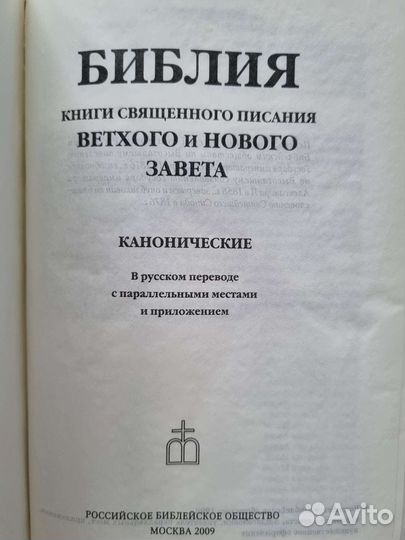 БИБЛИЯ
КНИГИ СВЯЩЕННОГО ПИСАНИЯ
ВЕТХОГО и НОВОГО
ЗАВЕТА
КАНОНИЧЕСКИЕ
В русском переводе
с параллельными местами
и приложением
РОССИЙСКОЕ БИБЛЕЙСКОЕ ОБЩЕСТВО
МОСКВА 2009
Avito